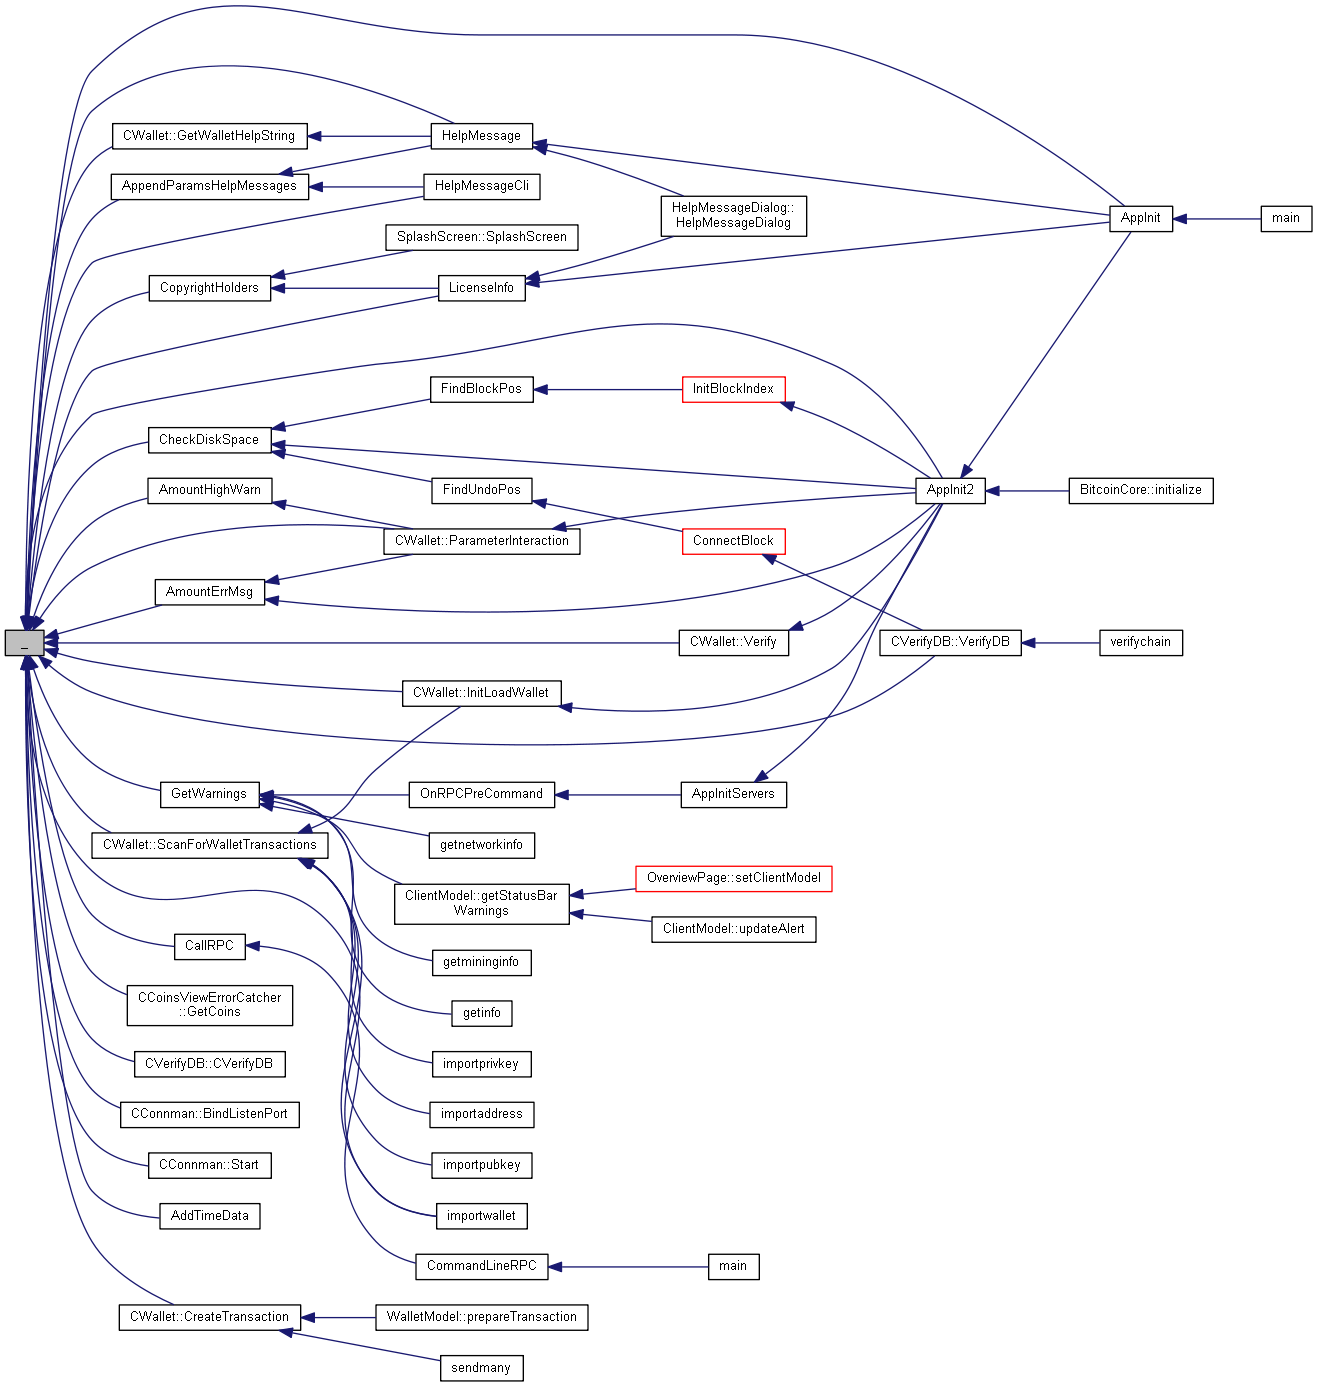 CWallet::GetWalletHelpString
HelpMessage
AppendParamsHelpMessages
HelpMessageCli
HelpMessageDialog::
HelpMessageDialog
AppInit
main
SplashScreen::SplashScreen
CopyrightHolders
LicenseInfo
FindBlockPos
InitBlockIndex
CheckDiskSpace
AmountHighWarn
FindUndoPos
AppInit2
BitcoinCore::initialize
CWallet::ParameterInteraction
ConnectBlock
AmountErrMsg
_
CWallet::Verify
CVerifyDB::VerifyDB
verifychain
CWallet::InitLoadWallet
GetWarnings
OnRPCPreCommand
AppInitServers
CWallet::ScanForWalletTransactions
getnetworkinfo
OverviewPage::setClientModel
ClientModel::getStatusBar
Warnings
ClientModel::updateAlert
CallRPC
getmininginfo
CCoinsViewErrorCatcher
::GetCoins
getinfo
CVerifyDB::CVerifyDB
importprivkey
CConnman::BindListenPort
importaddress
CConnman::Start
importpubkey
AddTimeData
importwallet
CommandLineRPC
main
CWallet::CreateTransaction
WalletModel::prepareTransaction
sendmany